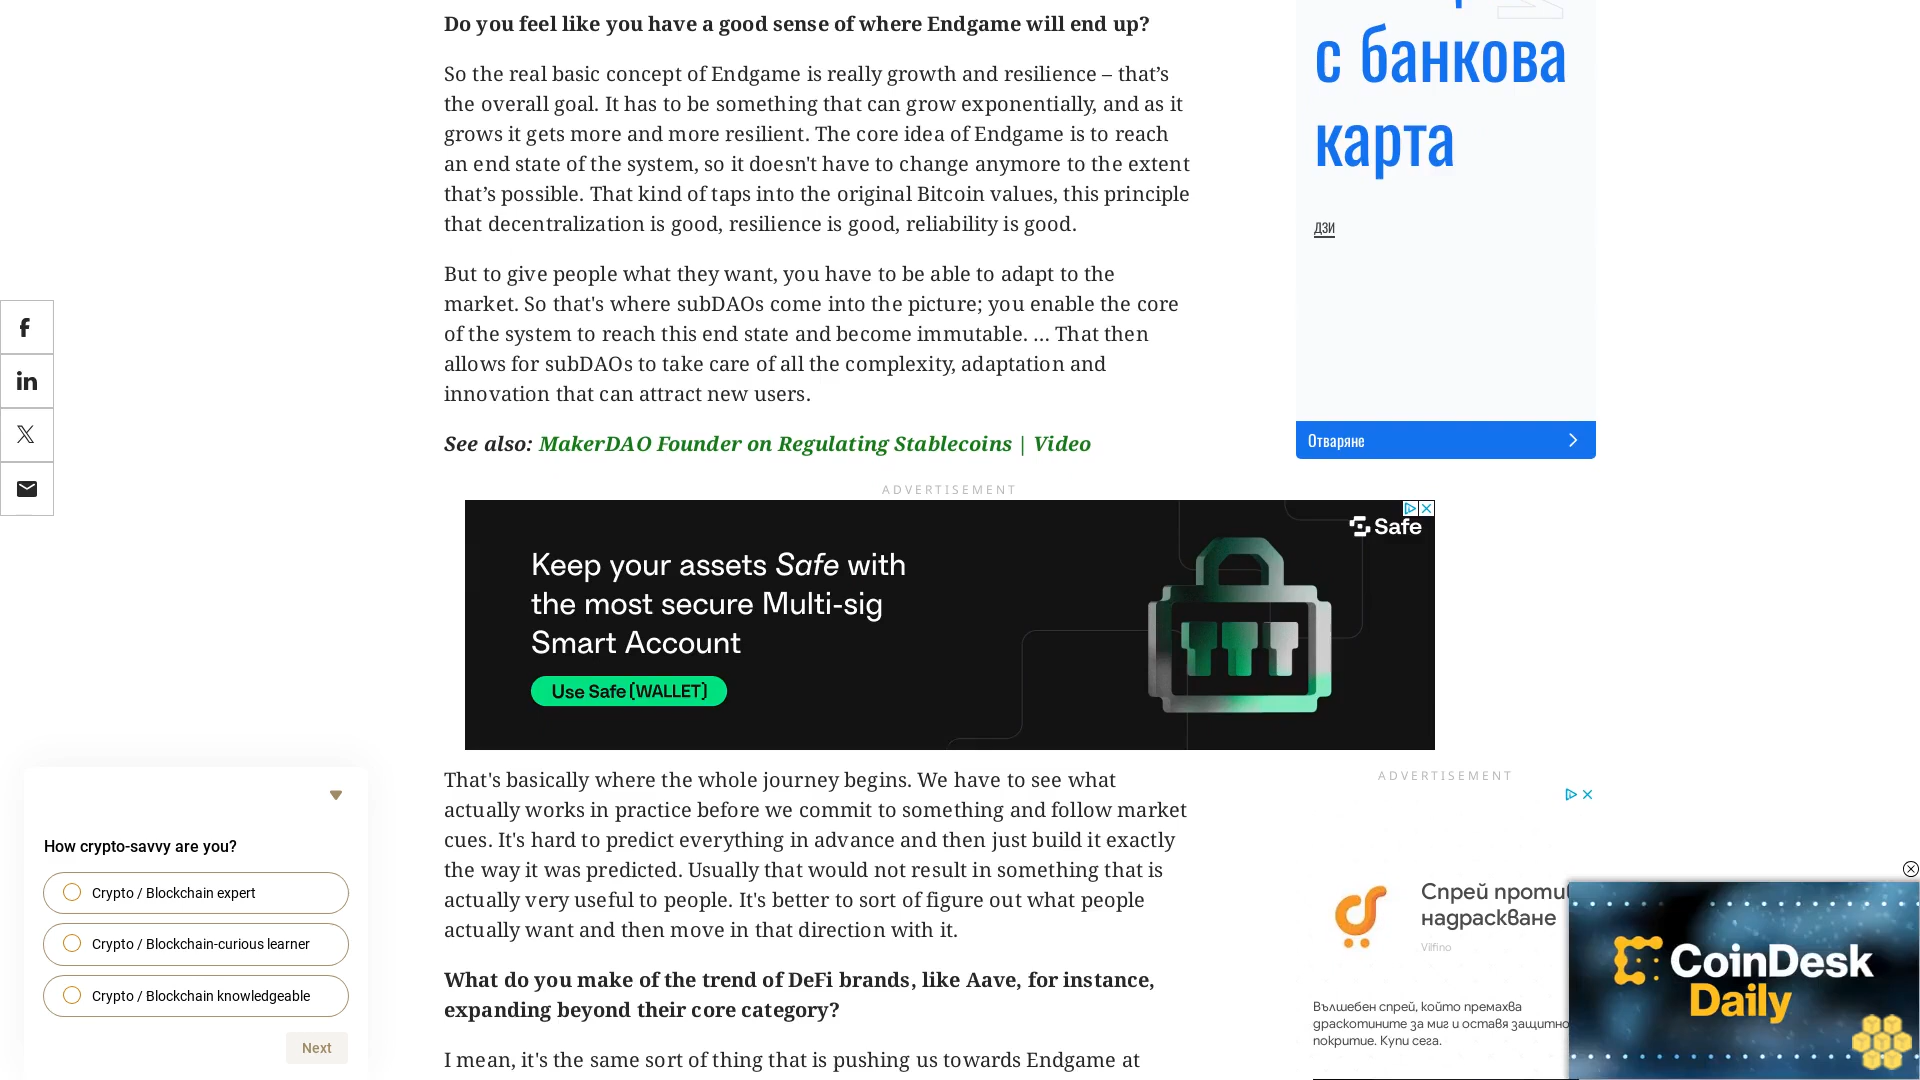 Do you feel like you have a good sense of where Endgame will end up?
So the real basic concept of Endgame is really growth and resilience – that’s
the overall goal. It has to be something that can grow exponentially, and as it
grows it gets more and more resilient. The core idea of Endgame is to reach
an end state of the system, so it doesn't have to change anymore to the extent
that’s possible. That kind of taps into the original Bitcoin values, this principle
that decentralization is good, resilience is good, reliability is good.
But to give people what they want, you have to be able to adapt to the
market. So that's where subDAOs come into the picture; you enable the core
of the system to reach this end state and become immutable. … That then
allows for subDAOs to take care of all the complexity, adaptation and
innovation that can attract new users.
See also: MakerDAO Founder on Regulating Stablecoins | Video
с банкова
карта
дзи
Отваряне
ADVERTISEMENT
Keep your assets Safe with
the most secure Multi-sig
Smart Account
Use Safe{WALLET}
Safe
That's basically where the whole journey begins. We have to see what
actually works in practice before we commit to something and follow market
cues. It's hard to predict everything in advance and then just build it exactly
the way it was predicted. Usually that would not result in something that is
actually very useful to people. It's better to sort of figure out what people
actually want and then move in that direction with it.
What do you make of the trend of DeFi brands, like Aave, for instance,
expanding beyond their core category?
I mean, it's the same sort of thing that is pushing us towards Endgame at
How crypto-savvy are you?
Crypto / Blockchain expert
Crypto / Blockchain-curious learner
Crypto / Blockchain knowledgeable
Next
ADVERTISEMENT
Спрей
надраскване
Vilfino
Вълшебен спрей, който премахва
драскотините за миг и оставя защитно
покритие. Купи сега.
CoinDesk
Daily